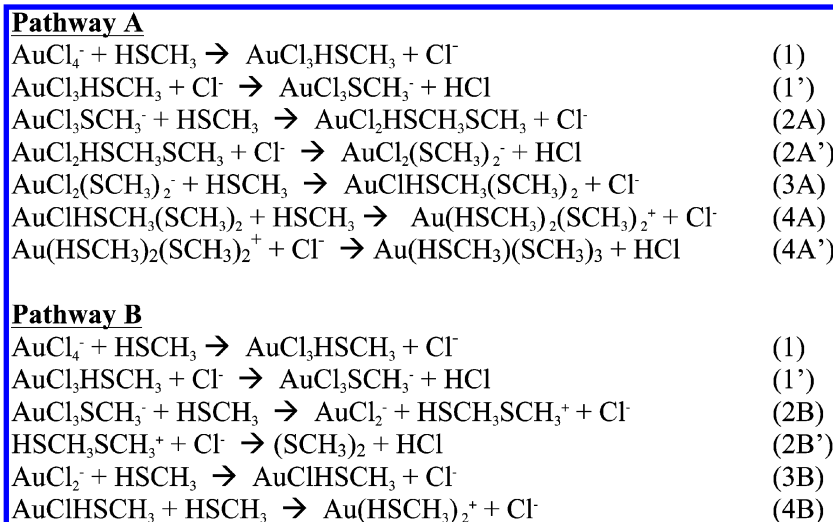 Pathway A
AuCl₄⁻ + HSCH₃ → AuCl₃HSCH₃ + Cl⁻ (1)
AuCl₃HSCH₃ + Cl⁻ → AuCl₃SCH₃⁻ + HCl (1’)
AuCl₃SCH₃⁻ + HSCH₃ → AuCl₂HSCH₃SCH₃ + Cl⁻ (2A)
AuCl₂HSCH₃SCH₃ + Cl⁻ → AuCl₂(SCH₃)₂⁻ + HCl (2A’)
AuCl₂(SCH₃)₂⁻ + HSCH₃ → AuClHSCH₃(SCH₃)₂ + Cl⁻ (3A)
AuClHSCH₃(SCH₃)₂ + HSCH₃ → Au(HSCH₃)₂(SCH₃)₂⁺ + Cl⁻ (4A)
Au(HSCH₃)₂(SCH₃)₂⁺ + Cl⁻ → Au(HSCH₃)(SCH₃)₃ + HCl (4A’)
Pathway B
AuCl₄⁻ + HSCH₃ → AuCl₃HSCH₃ + Cl⁻ (1)
AuCl₃HSCH₃ + Cl⁻ → AuCl₃SCH₃⁻ + HCl (1’)
AuCl₃SCH₃⁻ + HSCH₃ → AuCl₂⁻ + HSCH₃SCH₃⁺ + Cl⁻ (2B)
HSCH₃SCH₃⁺ + Cl⁻ → (SCH₃)₂ + HCl (2B’)
AuCl₂⁻ + HSCH₃ → AuClHSCH₃ + Cl⁻ (3B)
AuClHSCH₃ + HSCH₃ → Au(HSCH₃)₂⁺ + Cl⁻ (4B)